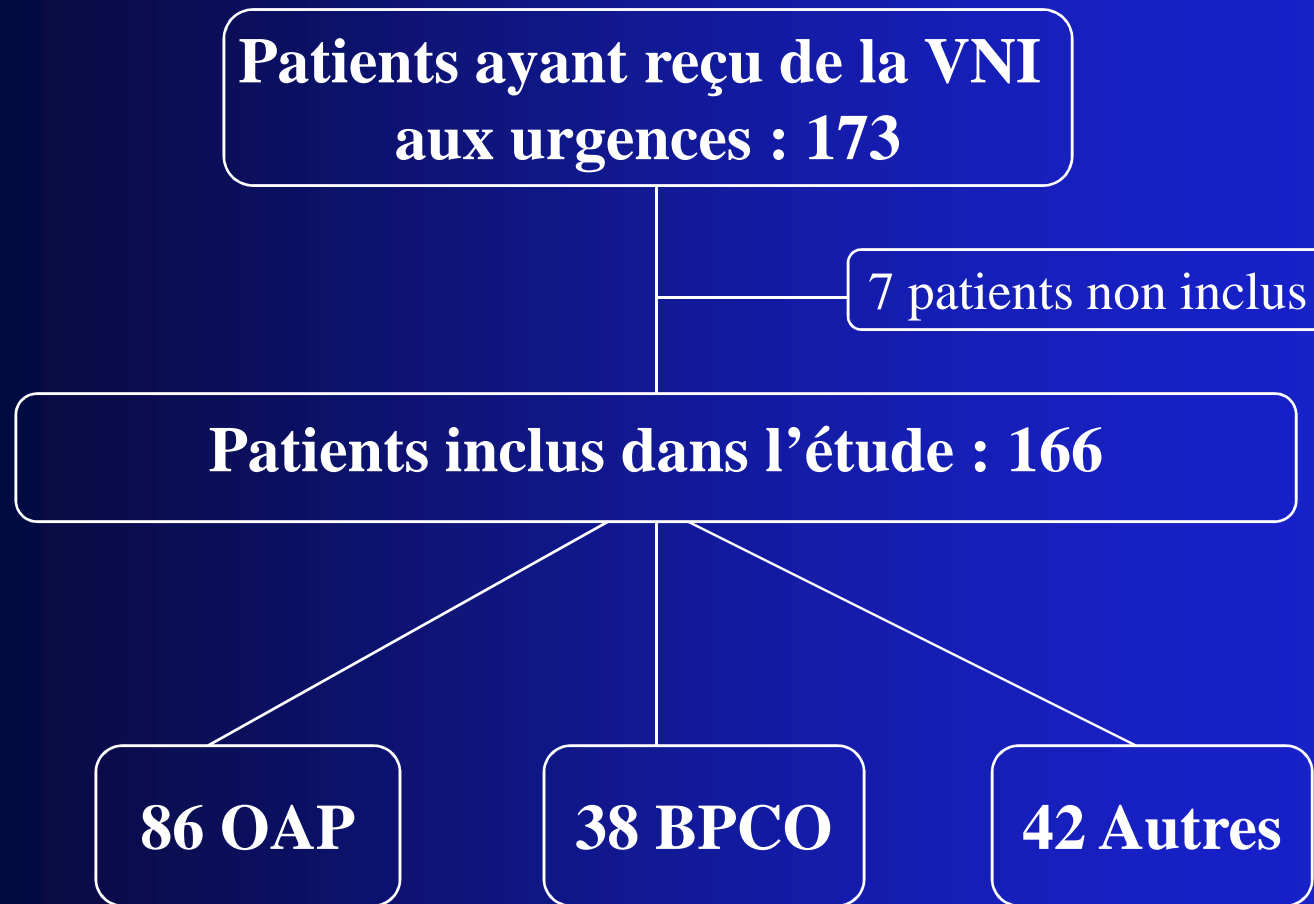 Patients ayant reçu de la VNI
aux urgences : 173
7 patients non inclus
Patients inclus dans l’étude : 166
86 OAP
38 BPCO
42 Autres